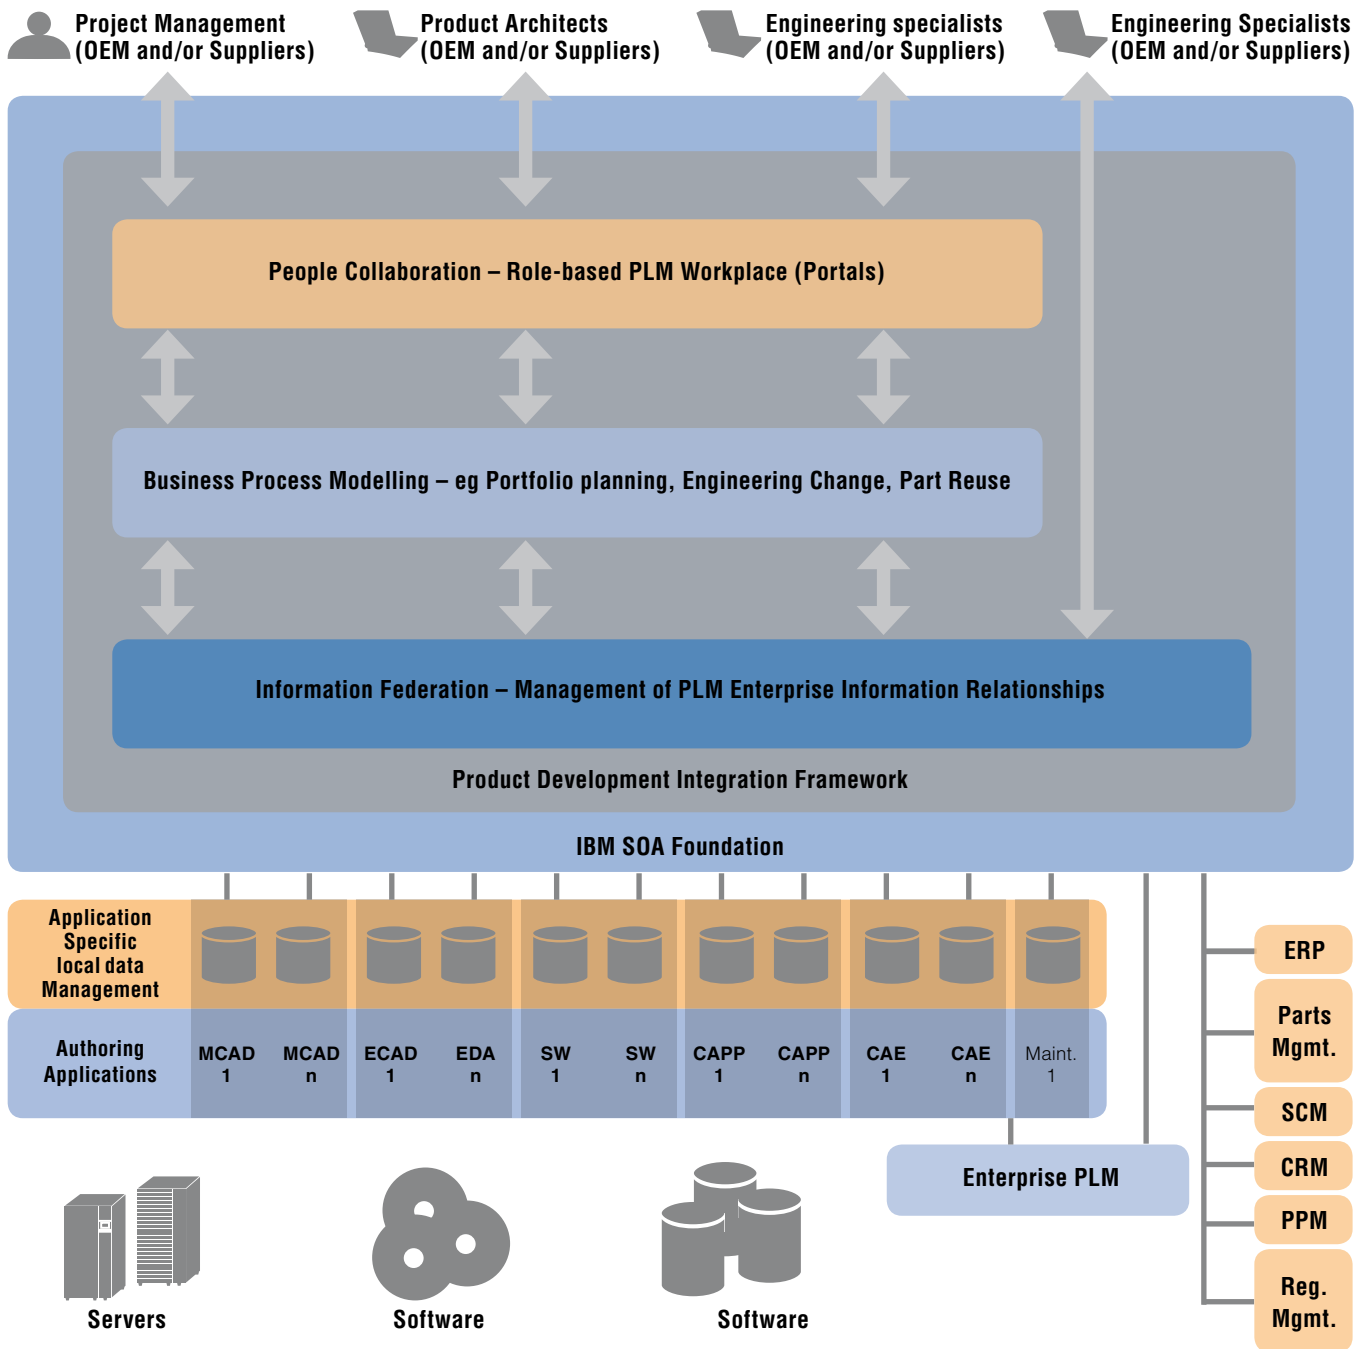 Project Management
(OEM and/or Suppliers)
Product Architects
(OEM and/or Suppliers)
Engineering specialists
(OEM and/or Suppliers)
Engineering Specialists
(OEM and/or Suppliers)
People Collaboration – Role-based PLM Workplace (Portals)
Business Process Modelling – eg Portfolio planning, Engineering Change, Part Reuse
Information Federation – Management of PLM Enterprise Information Relationships
Product Development Integration Framework
IBM SOA Foundation
Application
Specific
local data
Management
Authoring
Applications
MCAD
1
MCAD
n
ECAD
1
EDA
n
SW
1
SW
n
CAPP
1
CAPP
n
CAE
1
CAE
n
Maint.
1
Enterprise PLM
ERP
Parts
Mgmt.
SCM
CRM
PPM
Reg.
Mgmt.
Servers
Software
Software